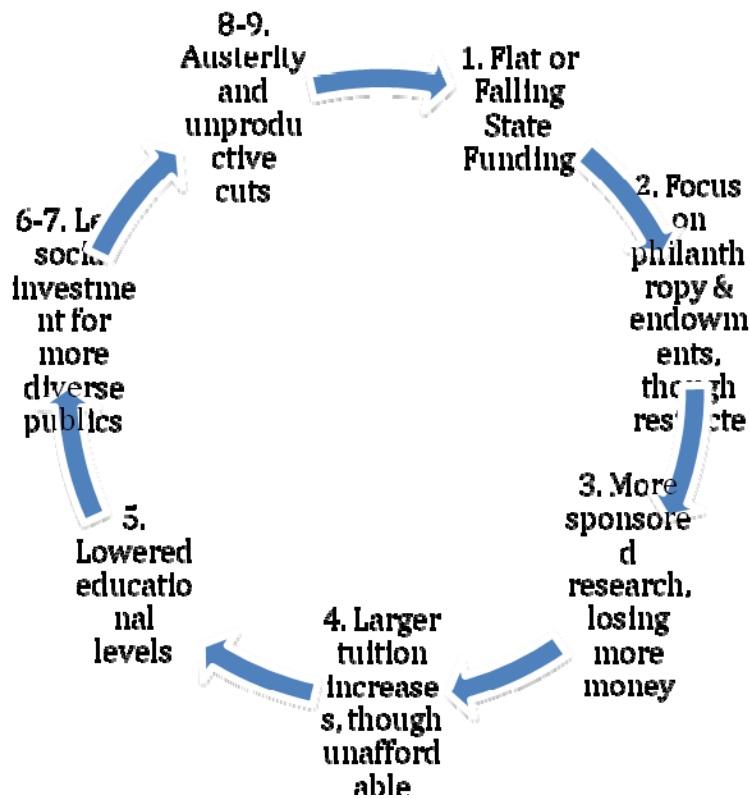 1. Flat or
Falling
State
Funding
2. Focus
on
philanth
ropy &
endowm
ents,
though
3. More
sponsore
d
research,
losing
more
money
4. Larger
tuition
increase
s, though
unafford
able
5.
Lowered
educatio
nal
levels
6-7.
investme
nt for
more
diverse
publics
8-9.
Austerity
and
unprodu
ctive
cuts